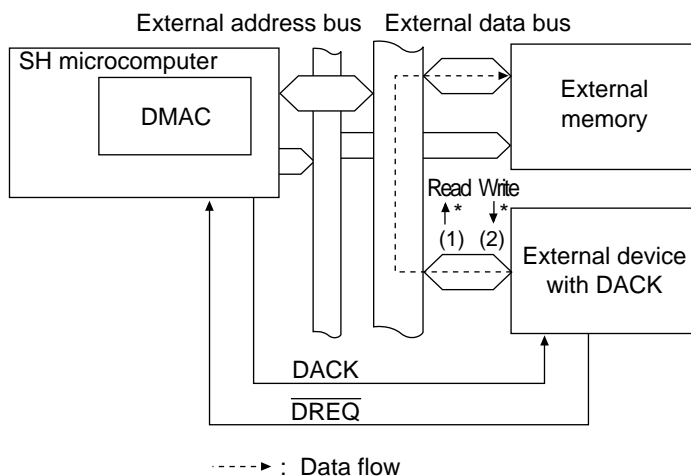 External address bus External data bus
SH microcomputer
DMAC
External
memory
Read Write
* *
(1) (2)
External device
with DACK
DACK
DREQ
: Data flow